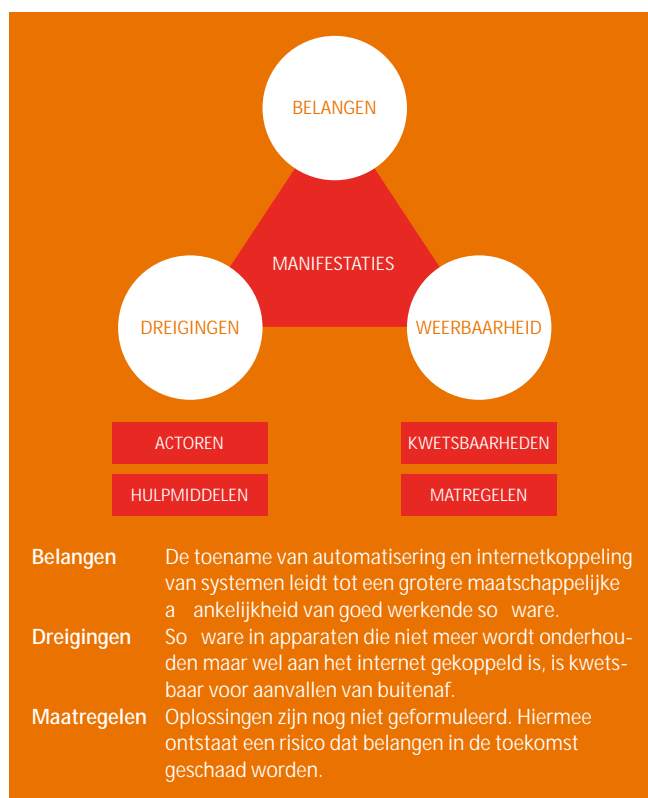 BELANGEN
MANIFESTATIES
DREIGINGEN
WEERBAARHEID
ACTOREN
KWETSBAARHEDEN
HULPMIDDELEN
MATREGELEN
Belangen De toename van automatisering en internetkoppeling
van systemen leidt tot een grotere maatschappelijke
a ankelijkheid van goed werkende so ware.
Dreigingen So ware in apparaten die niet meer wordt onderhou-
den maar wel aan het internet gekoppeld is, is kwets-
baar voor aanvallen van buitenaf.
Maatregelen Oplossingen zijn nog niet geformuleerd. Hiermee
ontstaat een risico dat belangen in de toekomst
geschaad worden.